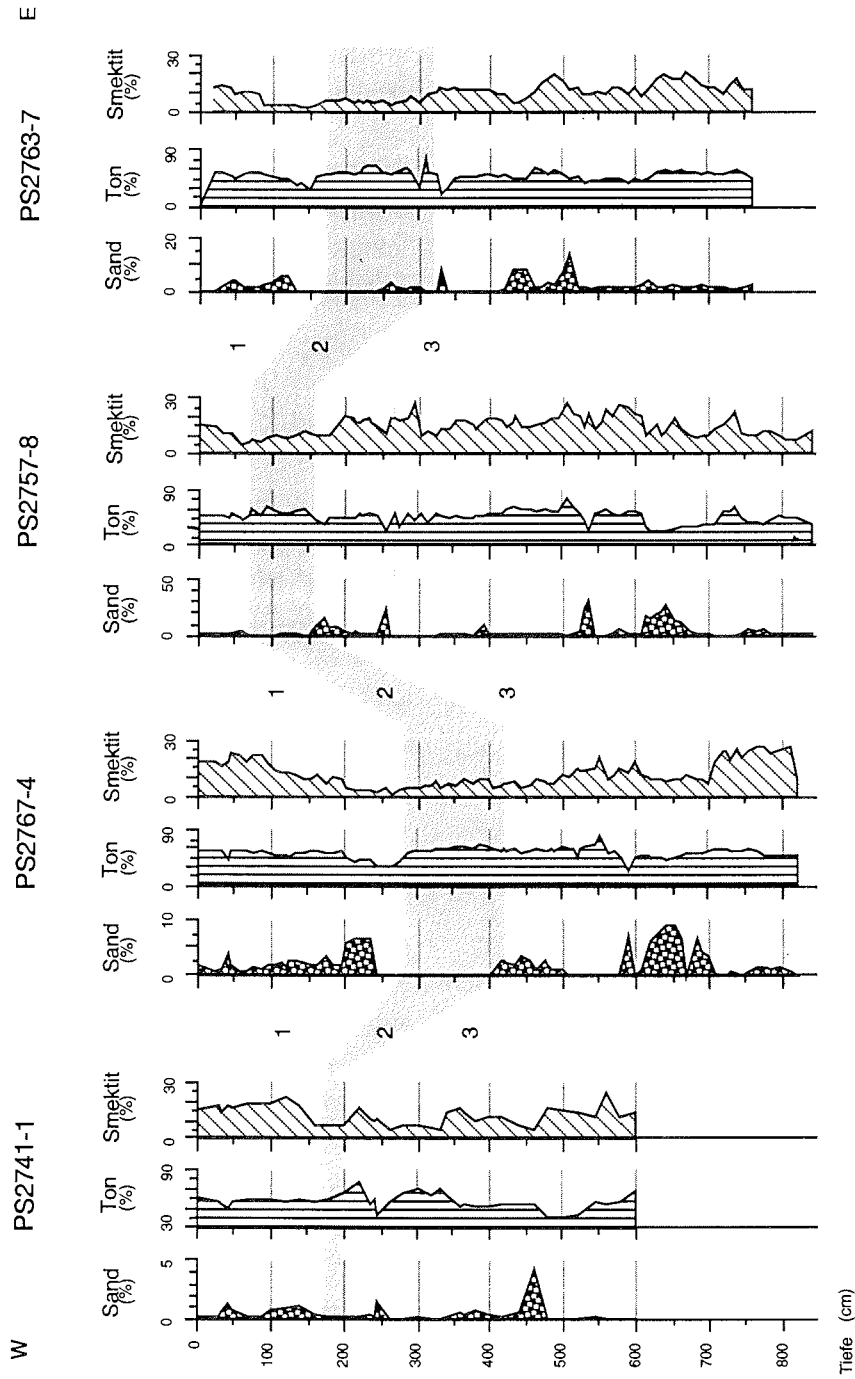 W
E
PS2741-1
PS2767-4
PS2757-8
PS2763-7
Sand
(%)
Ton
(%)
Smektit
(%)
Sand
(%)
Ton
(%)
Smektit
(%)
Sand
(%)
Ton
(%)
Smektit
(%)
Sand
(%)
Ton
(%)
Smektit
(%)
0 5
30 90
0 30
0 10
0 90
0 30
0 50
0 90
0 30
0 20
0 90
0 30
1
2
3
1
2
3
1
2
3
0
100
200
300
400
500
600
700
800
Tiefe (cm)